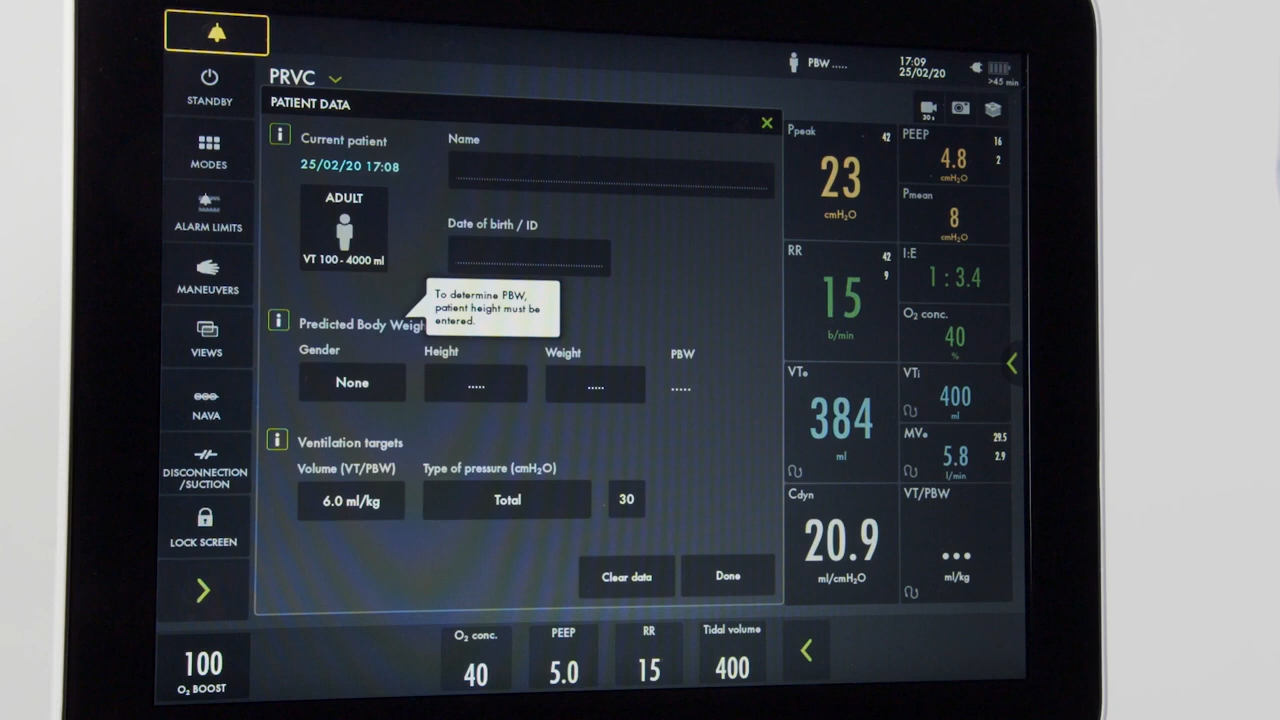 PBW .....
17:09
25/02/20
>45 min
STANDBY
MODES
ALARM LIMITS
MANEUVERS
VIEWS
NAVA
DISCONNECTION
/SUCTION
LOCK SCREEN
100
O₂ BOOST
PRVC
PATIENT DATA
Current patient
25/02/20 17:08
ADULT
VT 100 - 4000 ml
Name
Date of birth / ID
To determine PBW,
patient height must be
entered.
Predicted Body Weigh
Gender
Height
Weight
PBW
None
.....
.....
.....
Ventilation targets
Volume (VT/PBW)
Type of pressure (cmH₂O)
6.0 ml/kg
Total
30
Clear data
Done
30 s
Ppeak
42
23
cmH₂O
PEEP
16
2
4.8
cmH₂O
Pmean
8
cmH₂O
RR
42
9
15
b/min
I:E
1 : 3.4
O₂ conc.
40
%
VTe
384
ml
VTi
400
ml
MVe
29.5
2.9
5.8
l/min
Cdyn
20.9
ml/cmH₂O
VT/PBW
...
ml/kg
O₂ conc.
40
PEEP
5.0
RR
15
Tidal volume
400